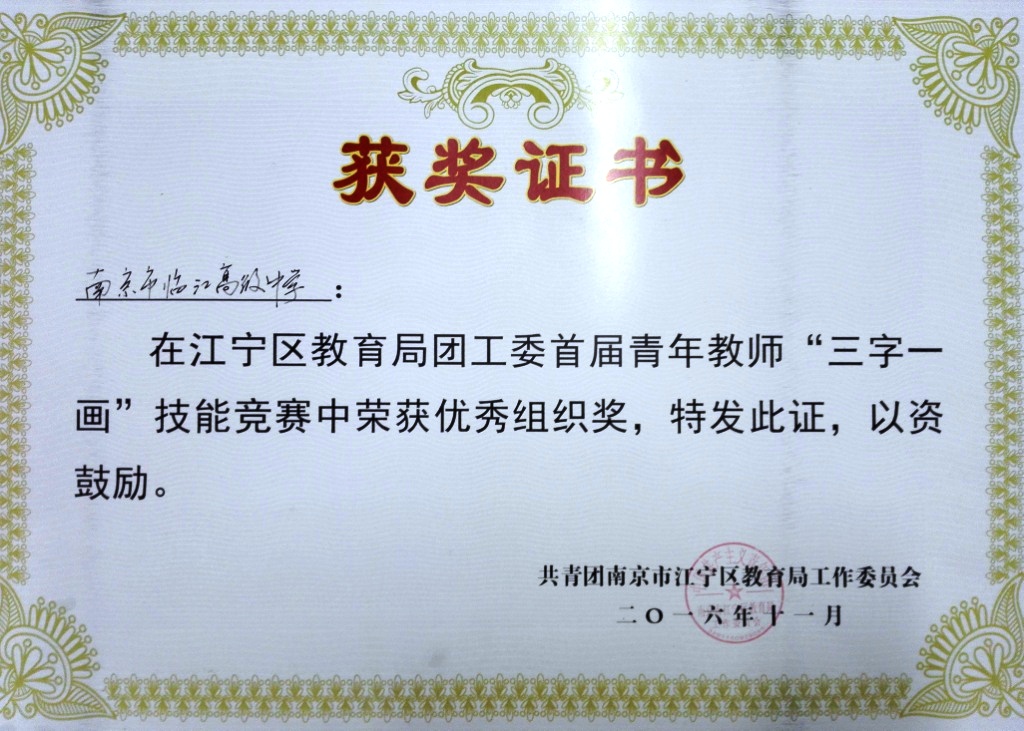 获奖证书
南京市临江高级中学：
在江宁区教育局团工委首届青年教师“三字一
画”技能竞赛中荣获优秀组织奖，特发此证，以资
鼓励。
共青团南京市江宁区教育局工作委员会
二〇一六年十一月